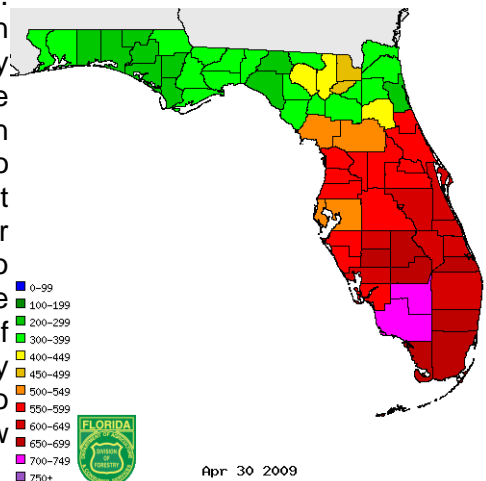 n
y
e
n
o
t
r
o
e
f
y
o
w
0-99
100-199
200-299
300-399
400-449
450-499
500-549
550-599
600-649
650-699
700-749
750+
FLORIDA
DIVISION
OF
FORESTRY
Apr 30 2009